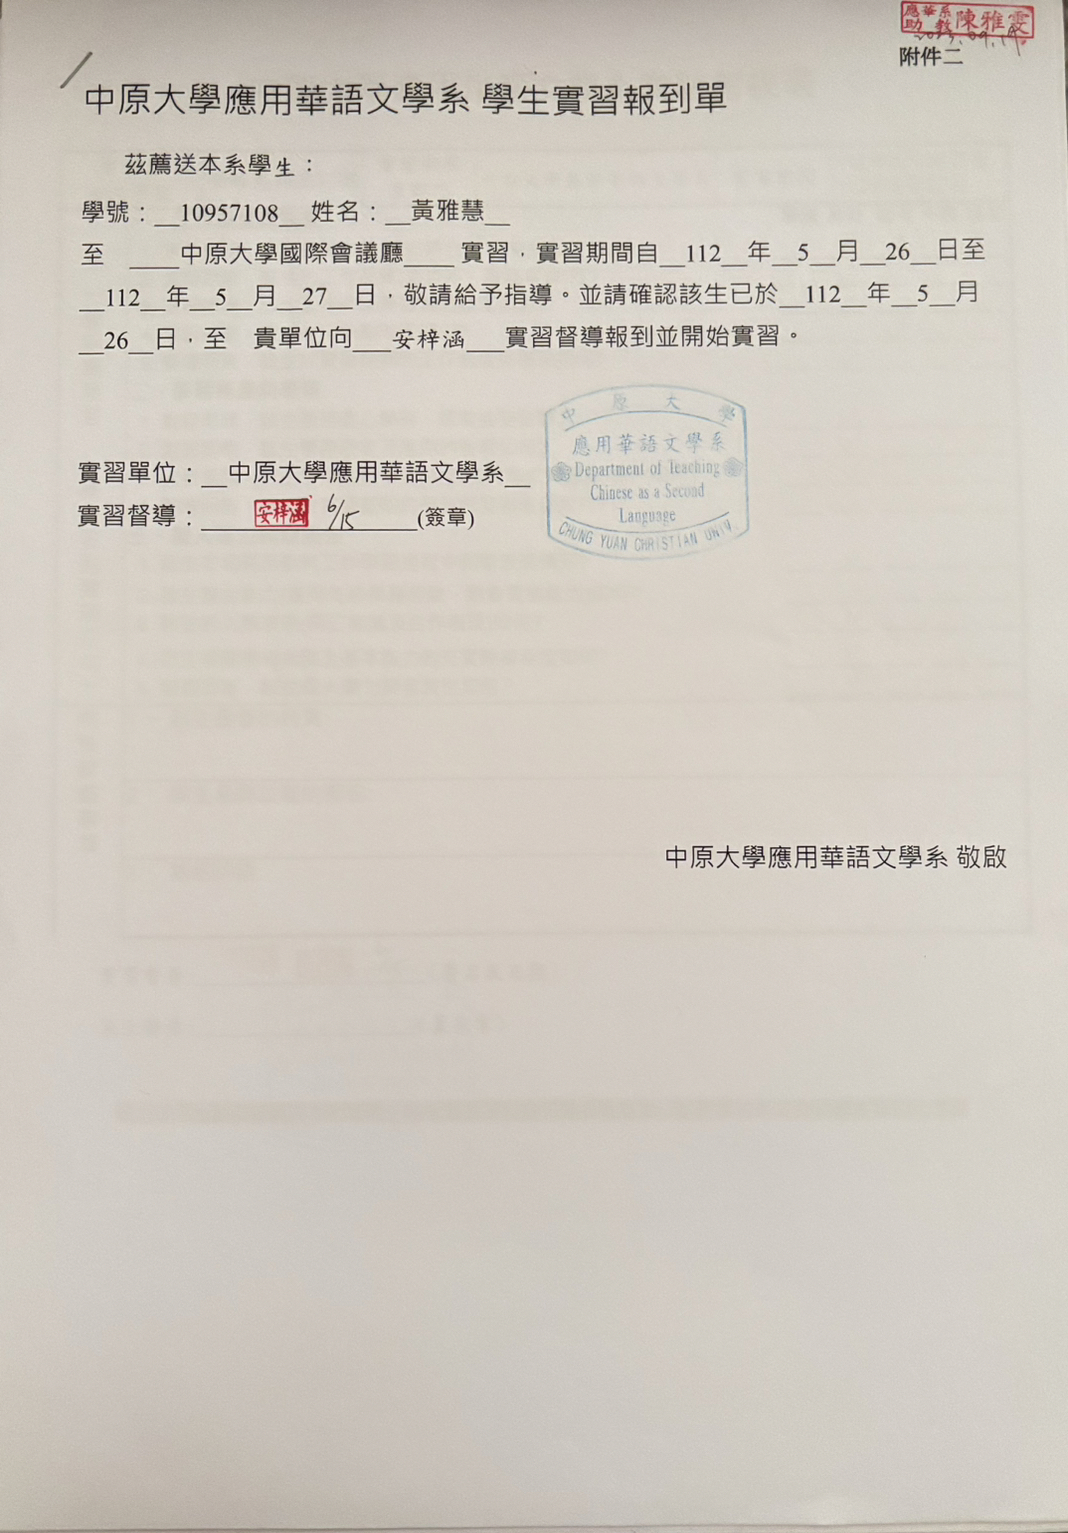 應華系
助教 陳雅雯
附件二
中原大學應用華語文學系 學生實習報到單
茲薦送本系學生：
學號：__10957108__ 姓名：__黃雅慧__
至 ____中原大學國際會議廳____ 實習，實習期間自__112__年__5__月__26__日至
__112__年__5__月__27__日，敬請給予指導。並請確認該生已於__112__年__5__月
__26__日，至 貴單位向___安梓涵___實習督導報到並開始實習。
中原大學
應用華語文學系
Department of Teaching
Chinese as a Second
Language
CHUNG YUAN CHRISTIAN UNIV.
實習單位：__中原大學應用華語文學系__
實習督導：____安梓涵 6/15____(簽章)
中原大學應用華語文學系 敬啟